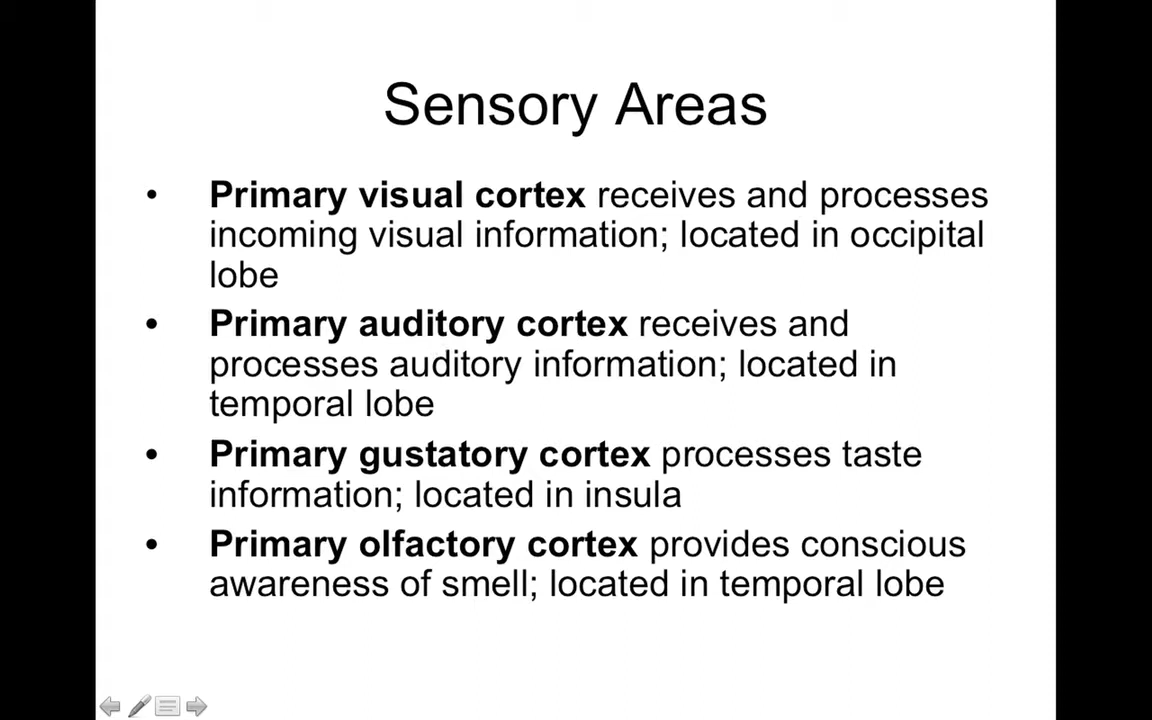 Sensory Areas
• Primary visual cortex receives and processes
incoming visual information; located in occipital
lobe
• Primary auditory cortex receives and
processes auditory information; located in
temporal lobe
• Primary gustatory cortex processes taste
information; located in insula
• Primary olfactory cortex provides conscious
awareness of smell; located in temporal lobe